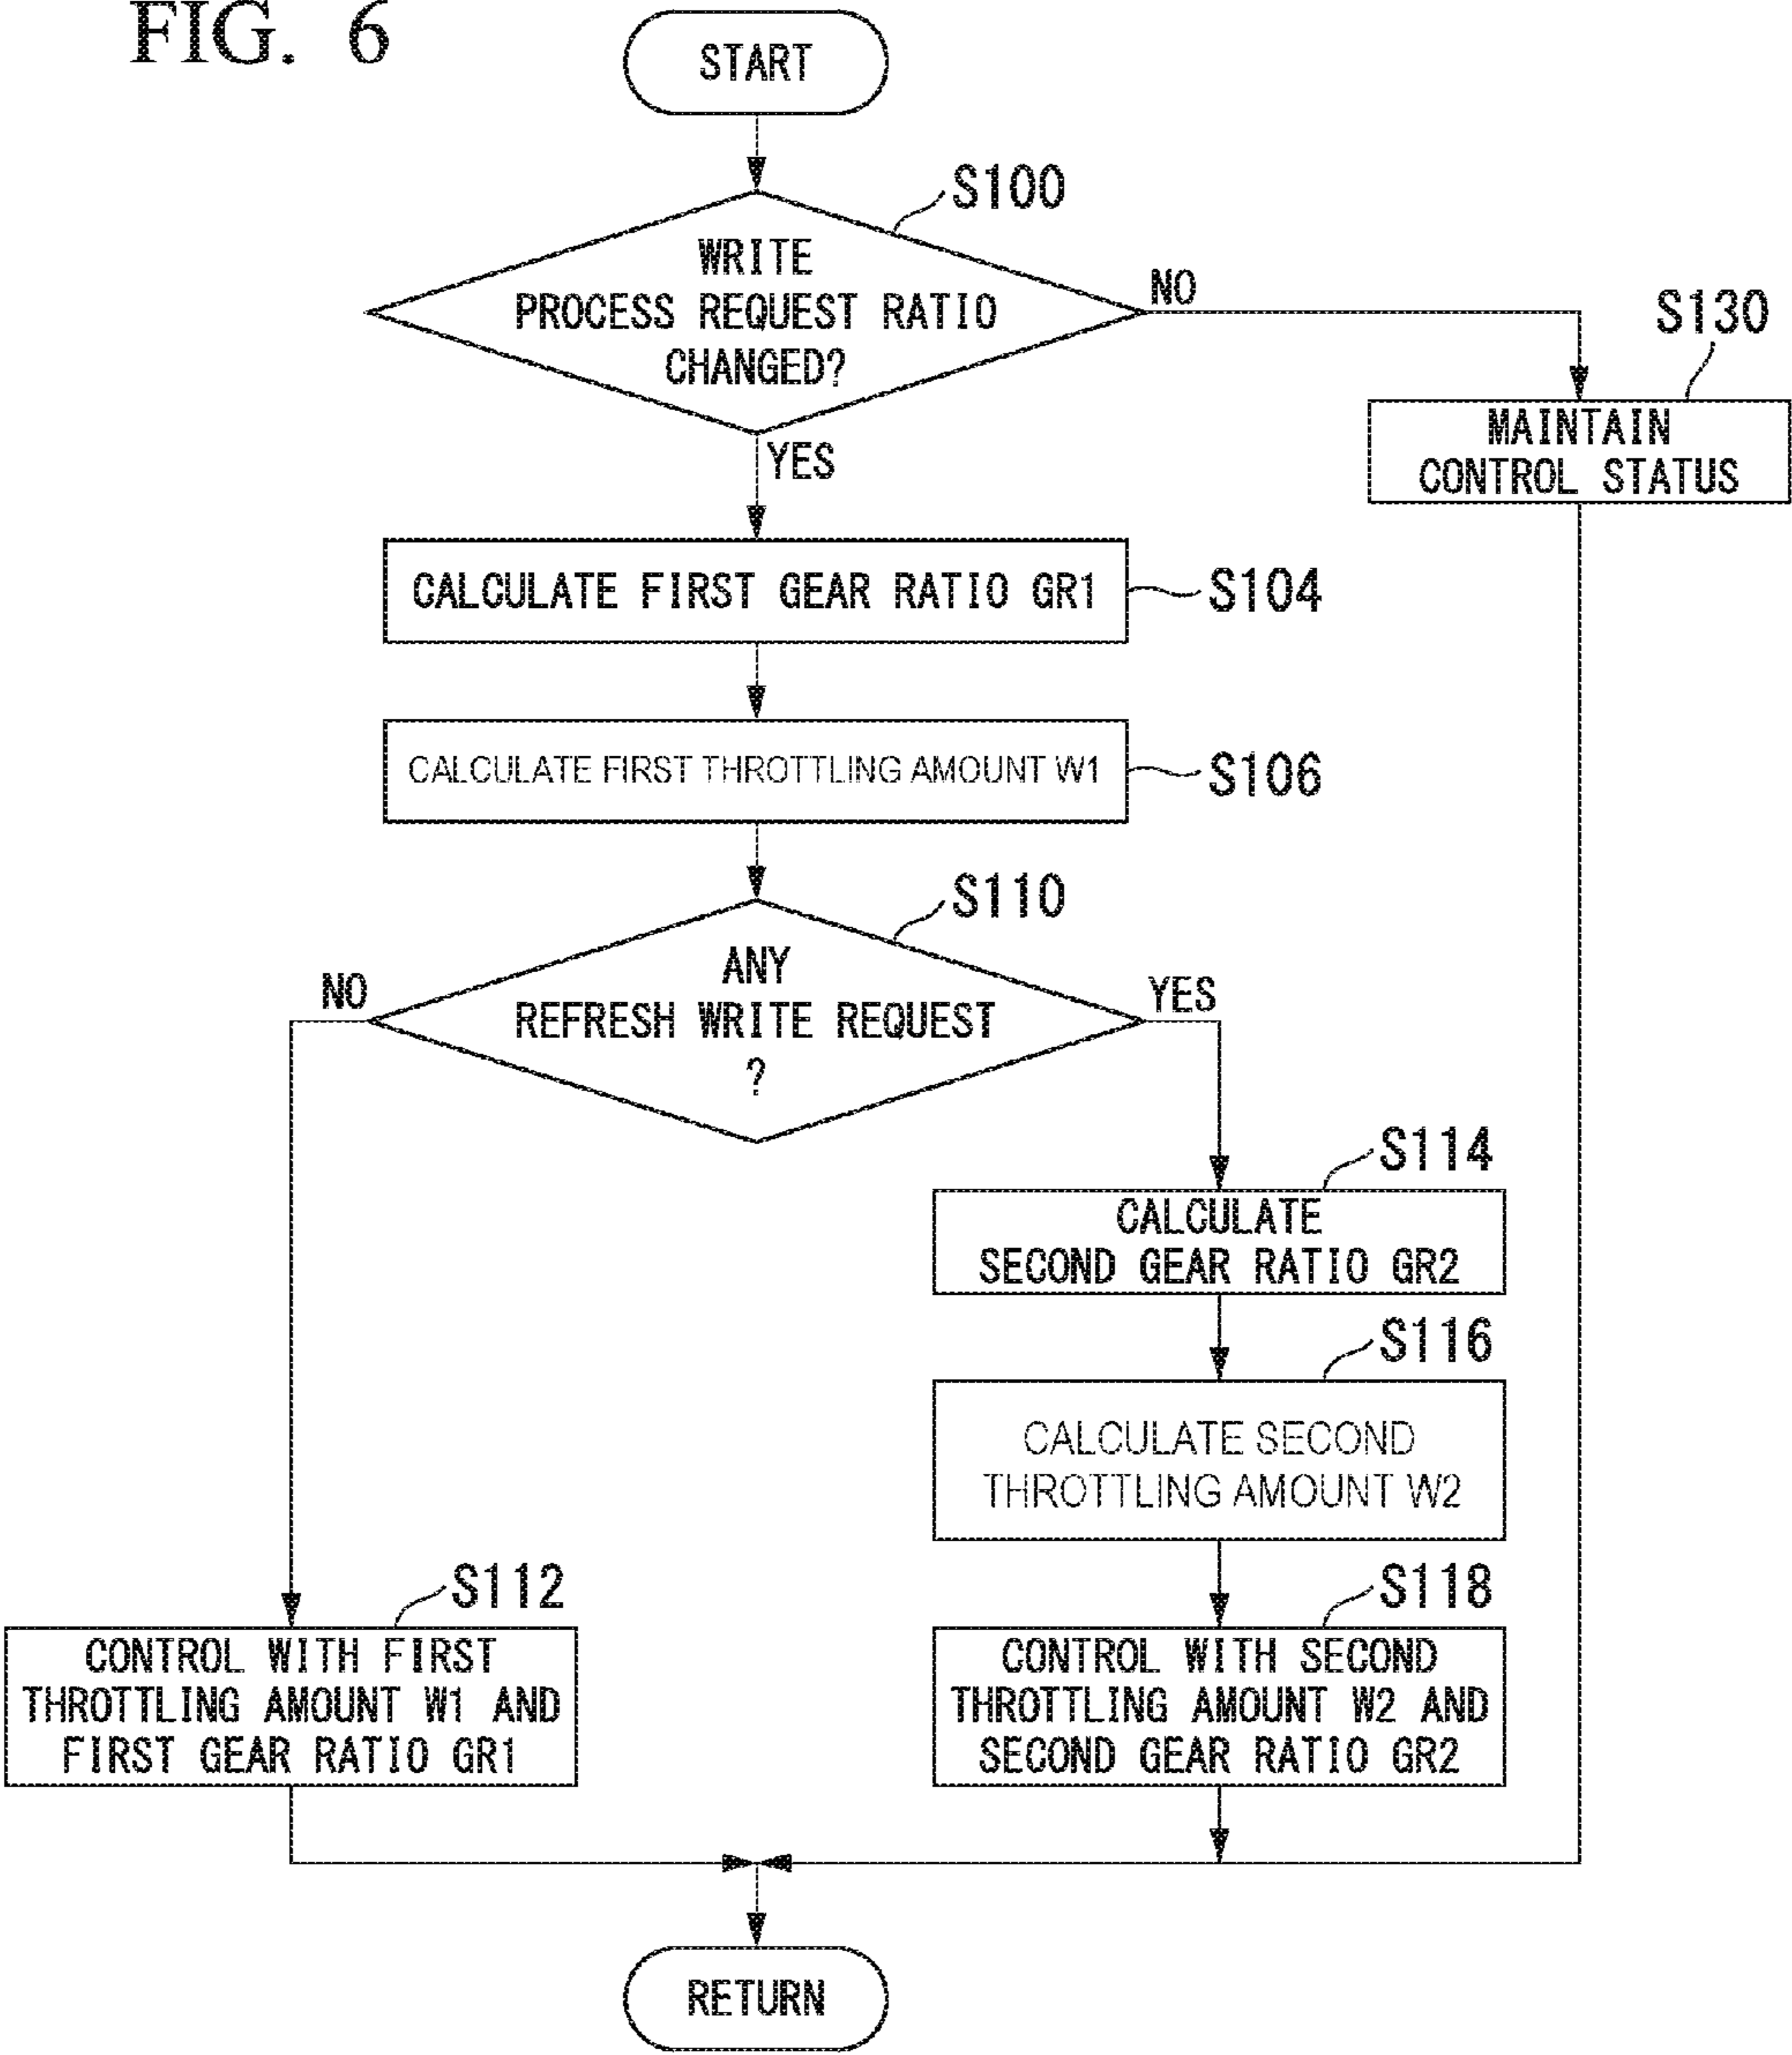 FIG. 6
START
S100
WRITE
PROCESS REQUEST RATIO
CHANGED?
NO
YES
S130
MAINTAIN
CONTROL STATUS
CALCULATE FIRST GEAR RATIO GR1
S104
CALCULATE FIRST THROTTLING AMOUNT W1
S106
S110
ANY
REFRESH WRITE REQUEST
?
NO
YES
S114
CALCULATE
SECOND GEAR RATIO GR2
S116
CALCULATE SECOND
THROTTLING AMOUNT W2
S112
CONTROL WITH FIRST
THROTTLING AMOUNT W1 AND
FIRST GEAR RATIO GR1
S118
CONTROL WITH SECOND
THROTTLING AMOUNT W2 AND
SECOND GEAR RATIO GR2
RETURN